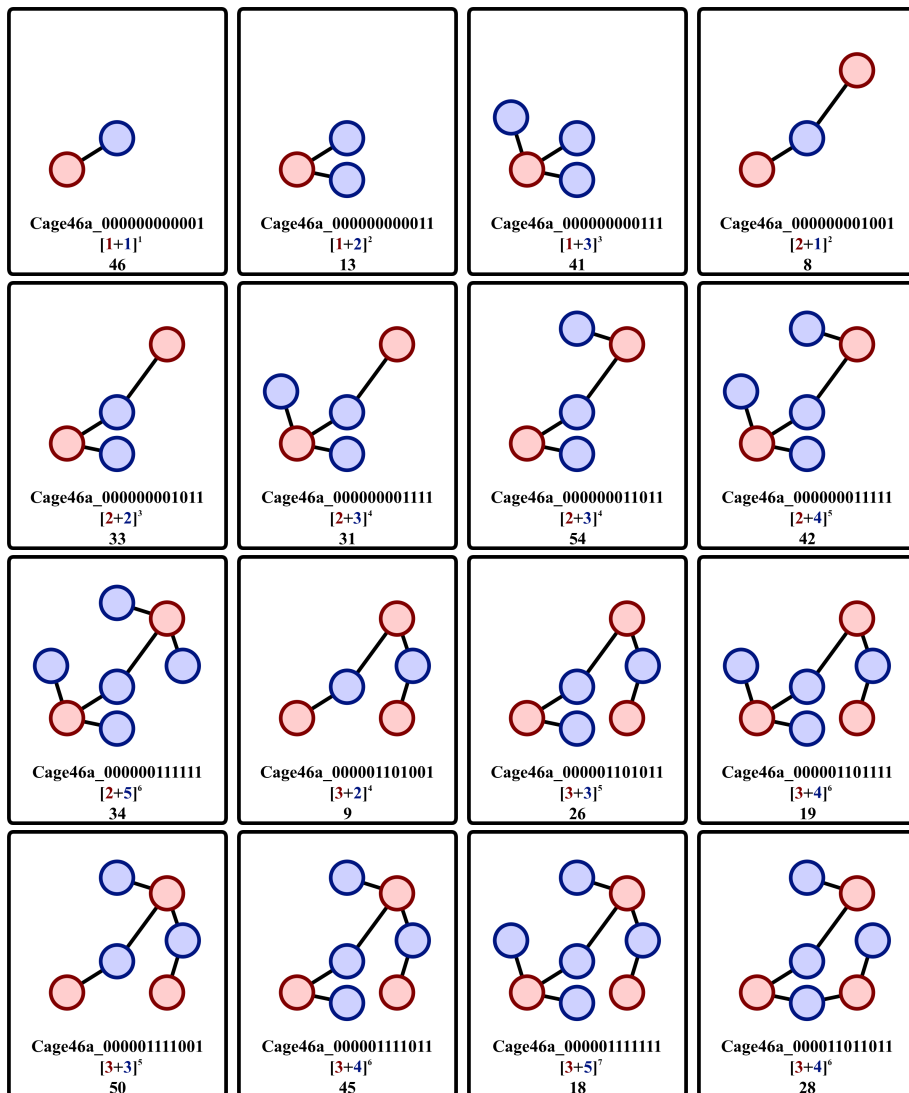 Cage46a_000000000001
[1+1]¹
46
Cage46a_000000000011
[1+2]²
13
Cage46a_000000000111
[1+3]³
41
Cage46a_000000001001
[2+1]²
8
Cage46a_000000001011
[2+2]³
33
Cage46a_000000001111
[2+3]⁴
31
Cage46a_000000011011
[2+3]⁴
54
Cage46a_000000011111
[2+4]⁵
42
Cage46a_000000111111
[2+5]⁶
34
Cage46a_000001101001
[3+2]⁴
9
Cage46a_000001101011
[3+3]⁵
26
Cage46a_000001101111
[3+4]⁶
19
Cage46a_000001111001
[3+3]⁵
50
Cage46a_000001111011
[3+4]⁶
45
Cage46a_000001111111
[3+5]⁷
18
Cage46a_000011011011
[3+4]⁶
28